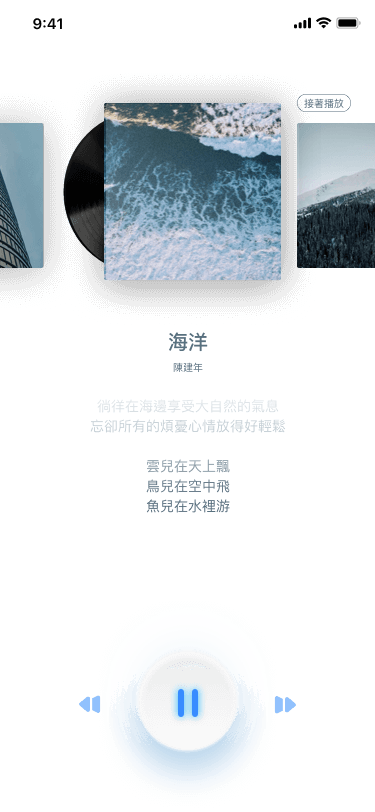 9:41
接著播放
海洋
陳建年
徜徉在海邊享受大自然的氣息
忘卻所有的煩憂心情放得好輕鬆
雲兒在天上飄
鳥兒在空中飛
魚兒在水裡游